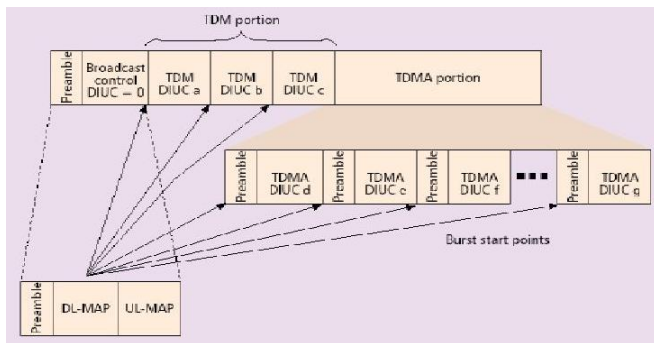 TDM portion
Preamble
Broadcast
control
DIUC = 0
TDM
DIUC a
TDM
DIUC b
TDM
DIUC c
TDMA portion
Preamble
TDMA
DIUC d
Preamble
TDMA
DIUC e
Preamble
TDMA
DIUC f
Preamble
TDMA
DIUC g
Burst start points
Preamble
DL-MAP
UL-MAP